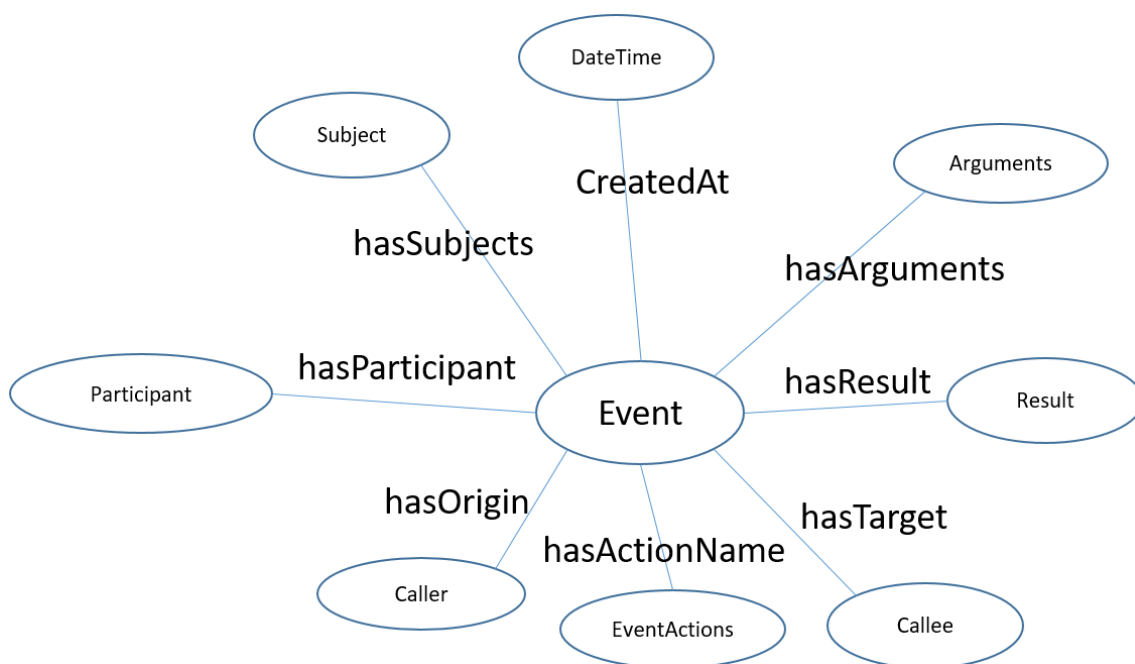 DateTime
Subject
Arguments
CreatedAt
hasSubjects
hasArguments
hasParticipant
hasResult
Participant
Event
Result
hasOrigin
hasTarget
hasActionName
Caller
EventActions
Callee